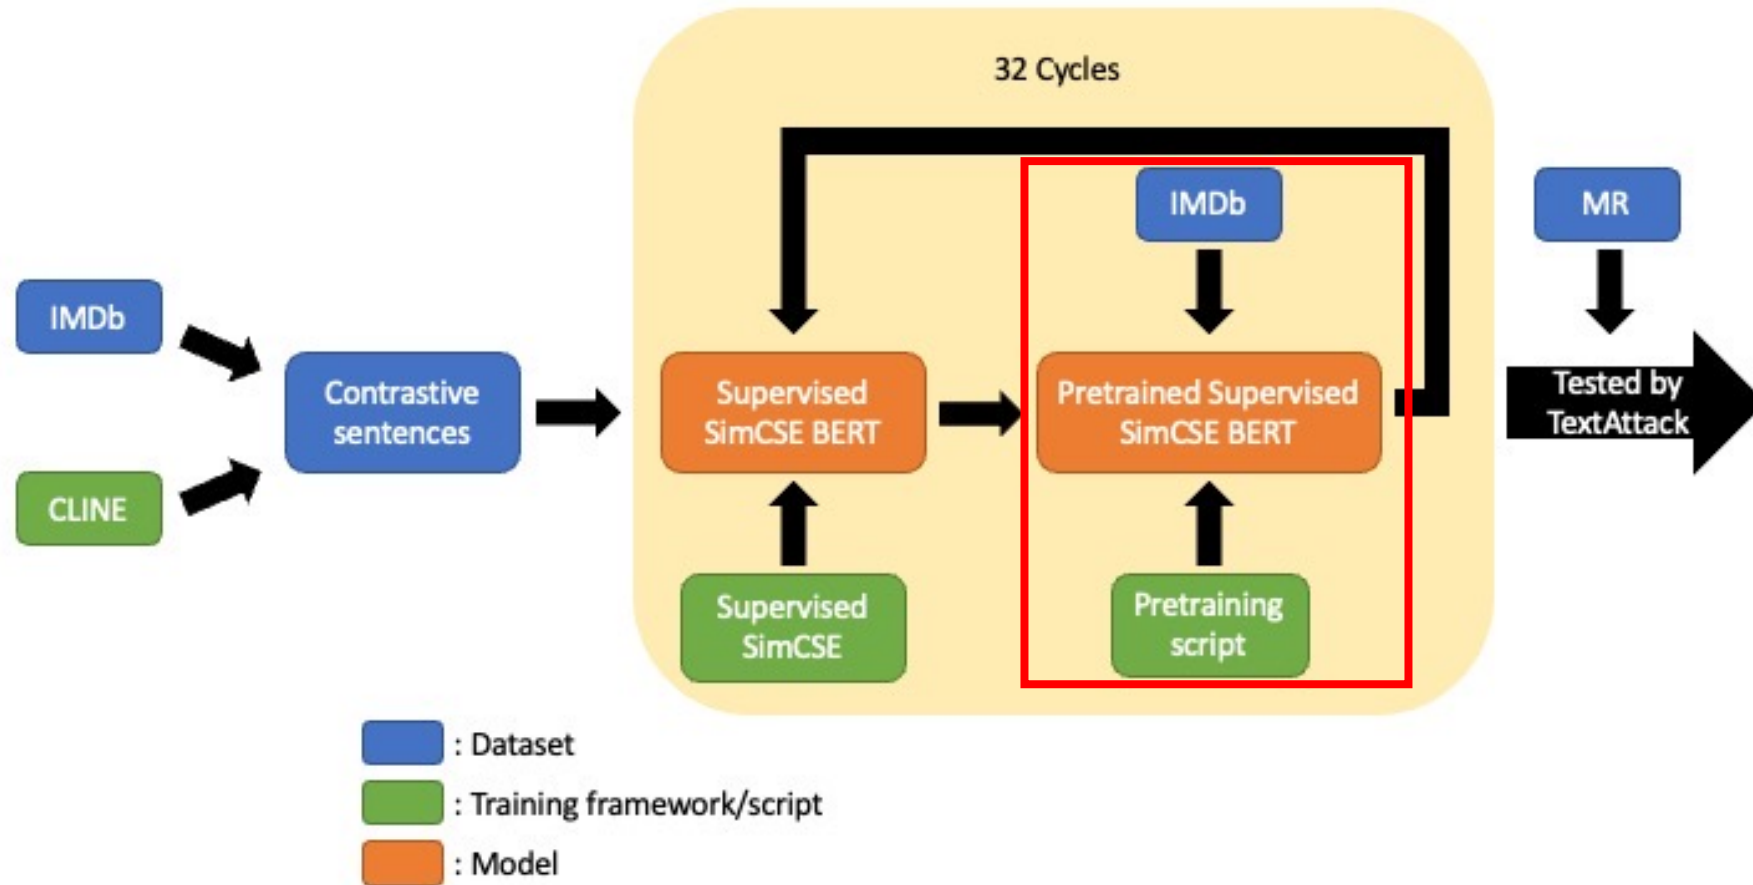 32 Cycles
IMDb
MR
IMDb
Contrastive
sentences
Supervised
SimCSE BERT
Pretrained Supervised
SimCSE BERT
Tested by
TextAttack
CLINE
Supervised
SimCSE
Pretraining
script
: Dataset
: Training framework/script
: Model